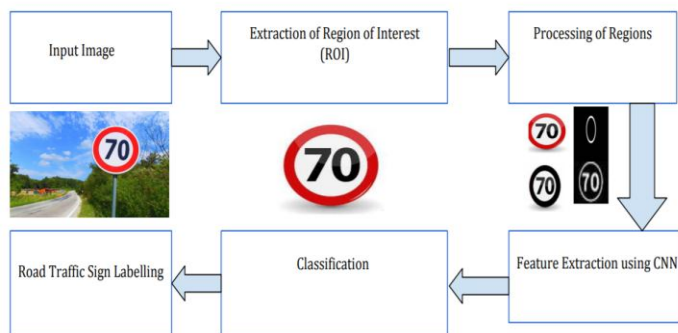 Input Image
Extraction of Region of Interest
(ROI)
Processing of Regions
70
70
70
70
70
Road Traffic Sign Labelling
Classification
Feature Extraction using CNN